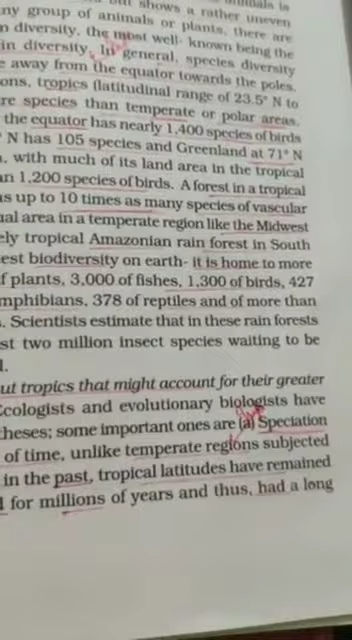 but shows a rather uneven
ny group of animals or plants, there are
n diversity, the most well- known being the
in diversity. In general, species diversity
e away from the equator towards the poles.
ons, tropics (latitudinal range of 23.5° N to
re species than temperate or polar areas.
the equator has nearly 1,400 species of birds
° N has 105 species and Greenland at 71° N
, with much of its land area in the tropical
an 1,200 species of birds. A forest in a tropical
as up to 10 times as many species of vascular
ual area in a temperate region like the Midwest
ely tropical Amazonian rain forest in South
est biodiversity on earth- it is home to more
f plants, 3,000 of fishes, 1,300 of birds, 427
mphibians, 378 of reptiles and of more than
. Scientists estimate that in these rain forests
st two million insect species waiting to be
l.
ut tropics that might account for their greater
Ecologists and evolutionary biologists have
theses; some important ones are (a) Speciation
of time, unlike temperate regions subjected
in the past, tropical latitudes have remained
d for millions of years and thus, had a long